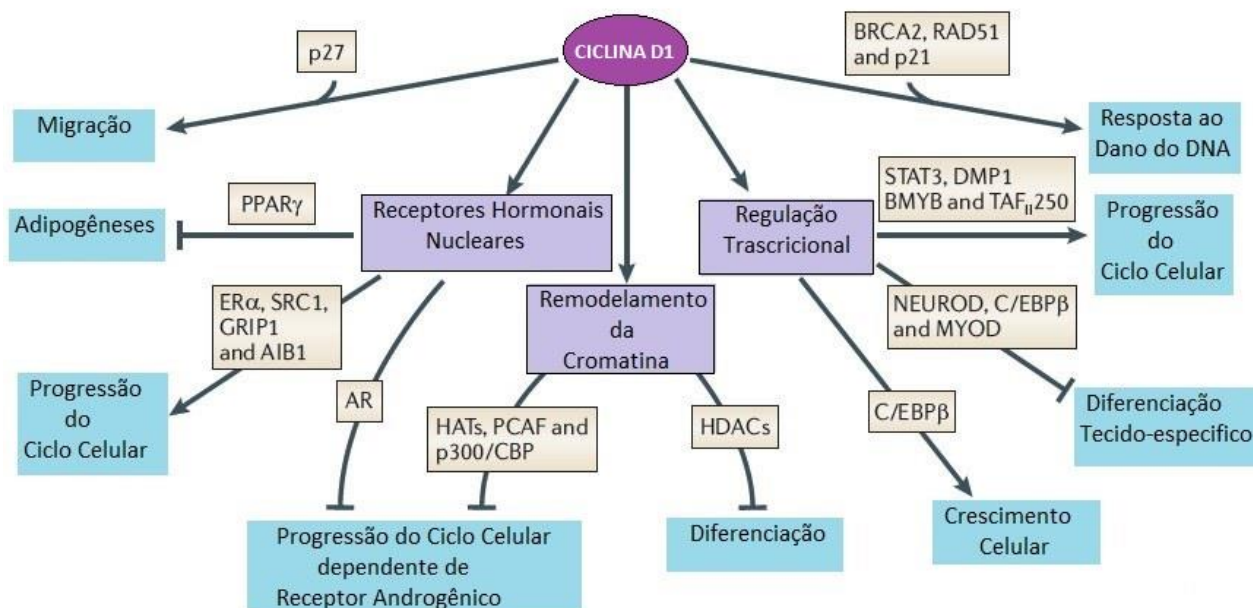 CICLINA D1
p27
BRCA2, RAD51
and p21
Migração
Resposta ao
Dano do DNA
PPARγ
Adipogêneses
Receptores Hormonais
Nucleares
Regulação
Trascricional
STAT3, DMP1
BMYB and TAFII250
Progressão
do
Ciclo Celular
ERα, SRC1,
GRIP1
and AIB1
Remodelamento
da
Cromatina
NEUROD, C/EBPβ
and MYOD
Progressão
do
Ciclo Celular
AR
HATs, PCAF and
p300/CBP
HDACs
C/EBPβ
Diferenciação
Tecido-especifico
Progressão do Ciclo Celular
dependente de
Receptor Androgênico
Diferenciação
Crescimento
Celular